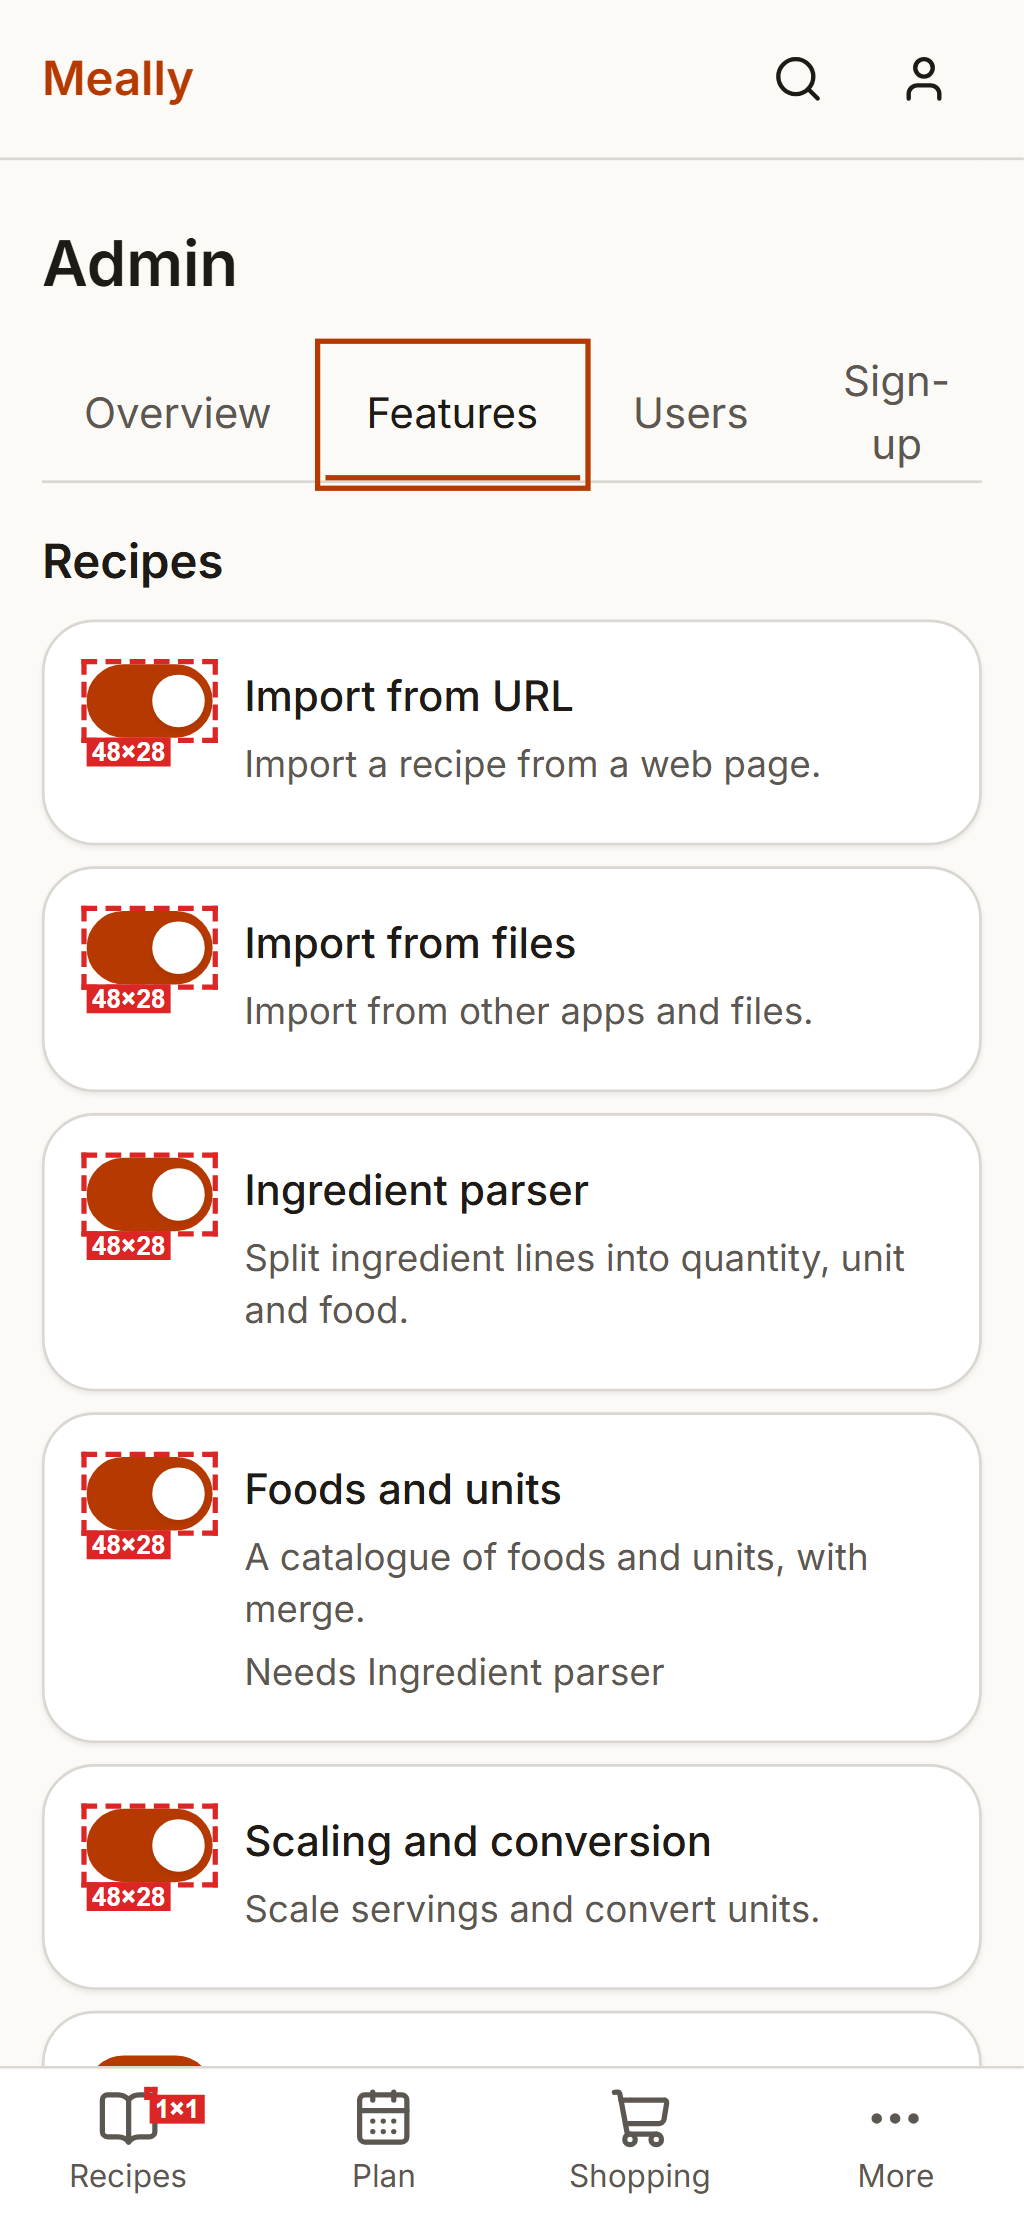 Meally
Admin
Overview
Features
Users
Sign-
up
Recipes
Import from URL
48×28
Import a recipe from a web page.
Import from files
48×28
Import from other apps and files.
Ingredient parser
48×28
Split ingredient lines into quantity, unit
and food.
Foods and units
48×28
A catalogue of foods and units, with
merge.
Needs Ingredient parser
Scaling and conversion
48×28
Scale servings and convert units.
1×1
Recipes
Plan
Shopping
More